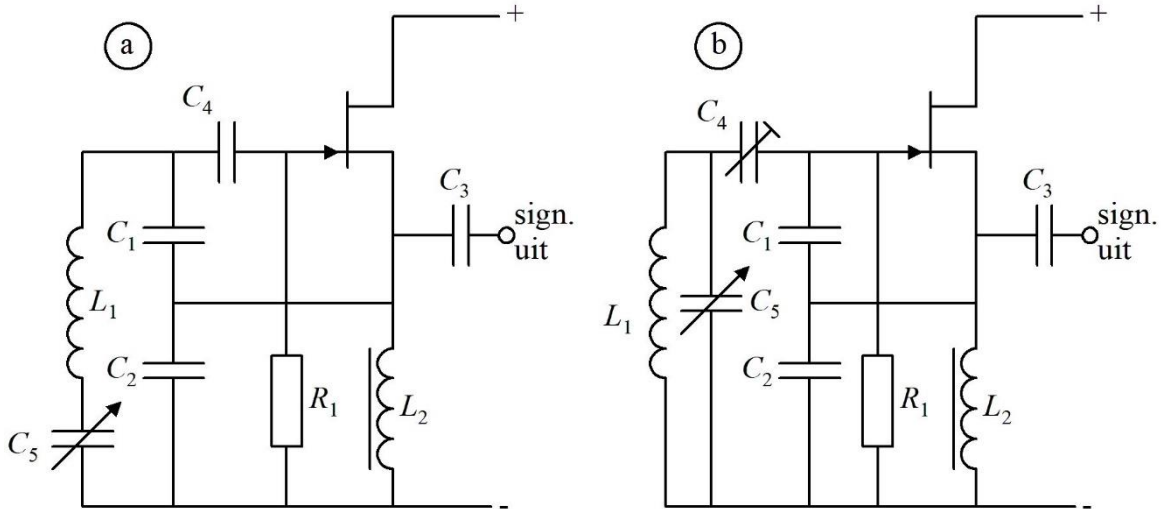 a
+
C4
C3
sign.
uit
C1
L1
C2
R1
L2
C5
-
b
+
C4
C3
sign.
uit
C1
C5
L1
C2
R1
L2
-